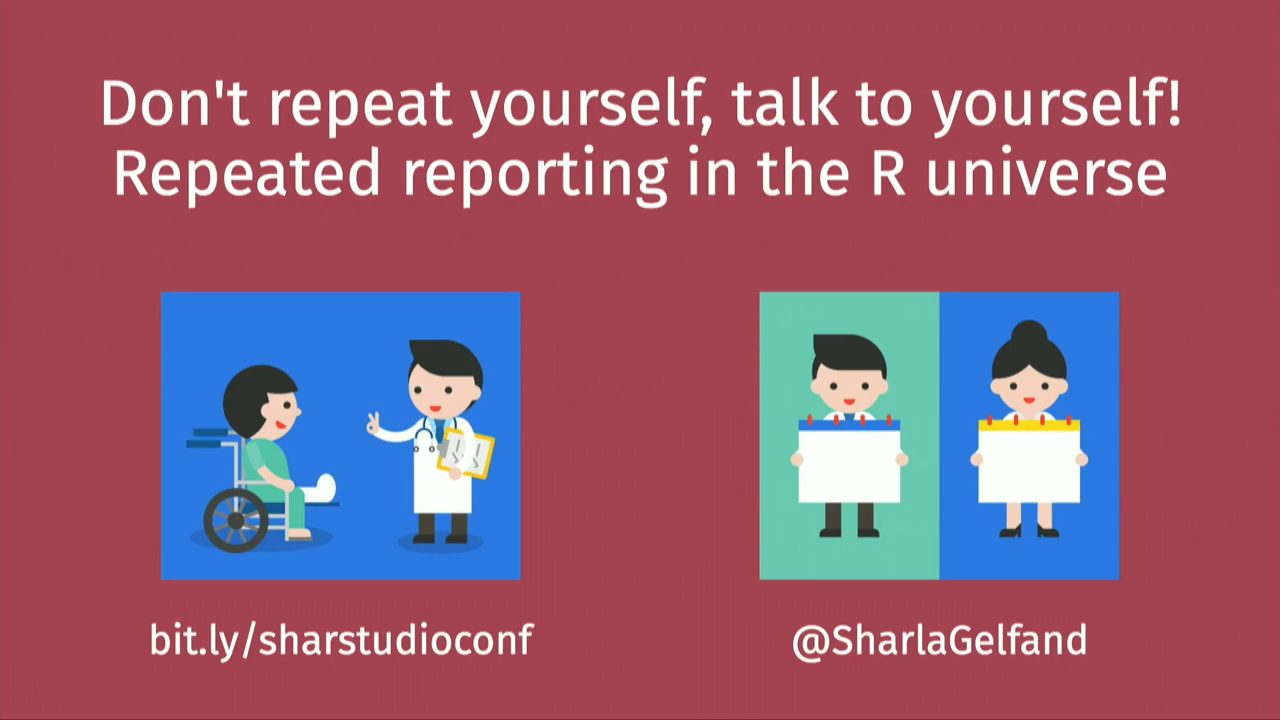 Don't repeat yourself, talk to yourself!
Repeated reporting in the R universe
bit.ly/sharstudioconf
@SharlaGelfand